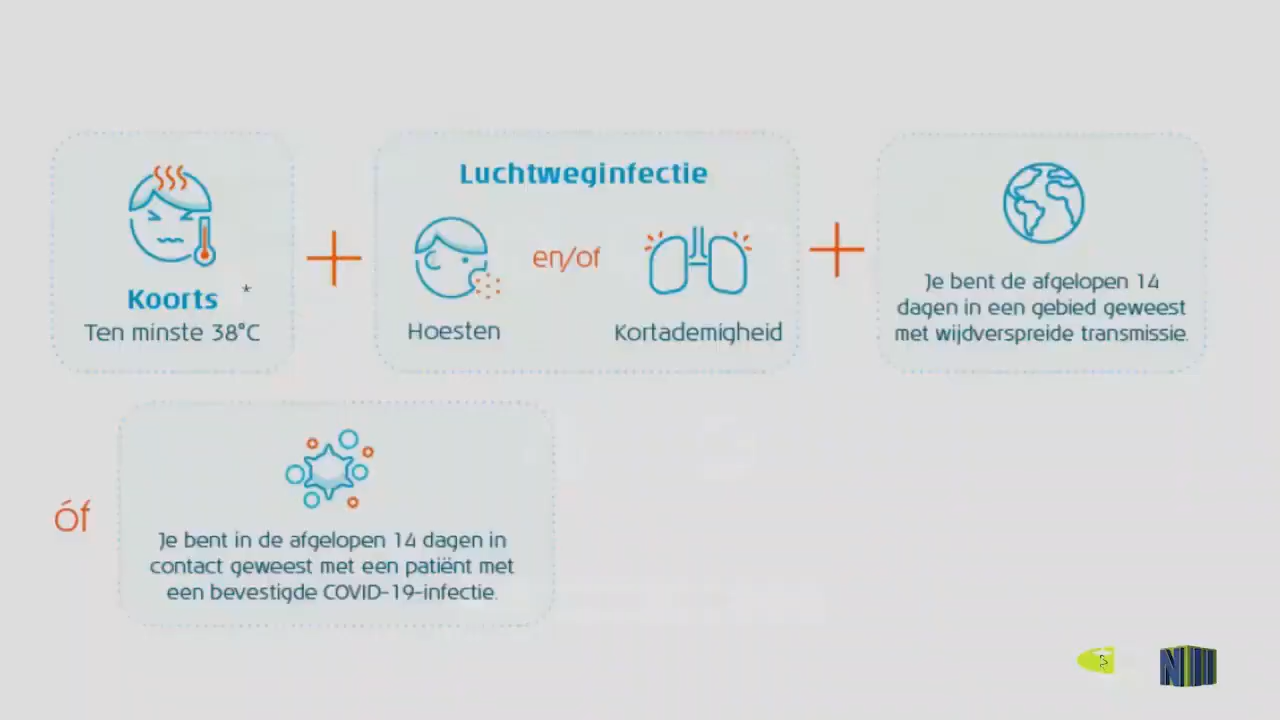 Koorts *
Ten minste 38°C
Luchtweginfectie
Hoesten
en/of
Kortademigheid
Je bent de afgelopen 14
dagen in een gebied geweest
met wijdverspreide transmissie.
óf
Je bent in de afgelopen 14 dagen in
contact geweest met een patiënt met
een bevestigde COVID-19-infectie.